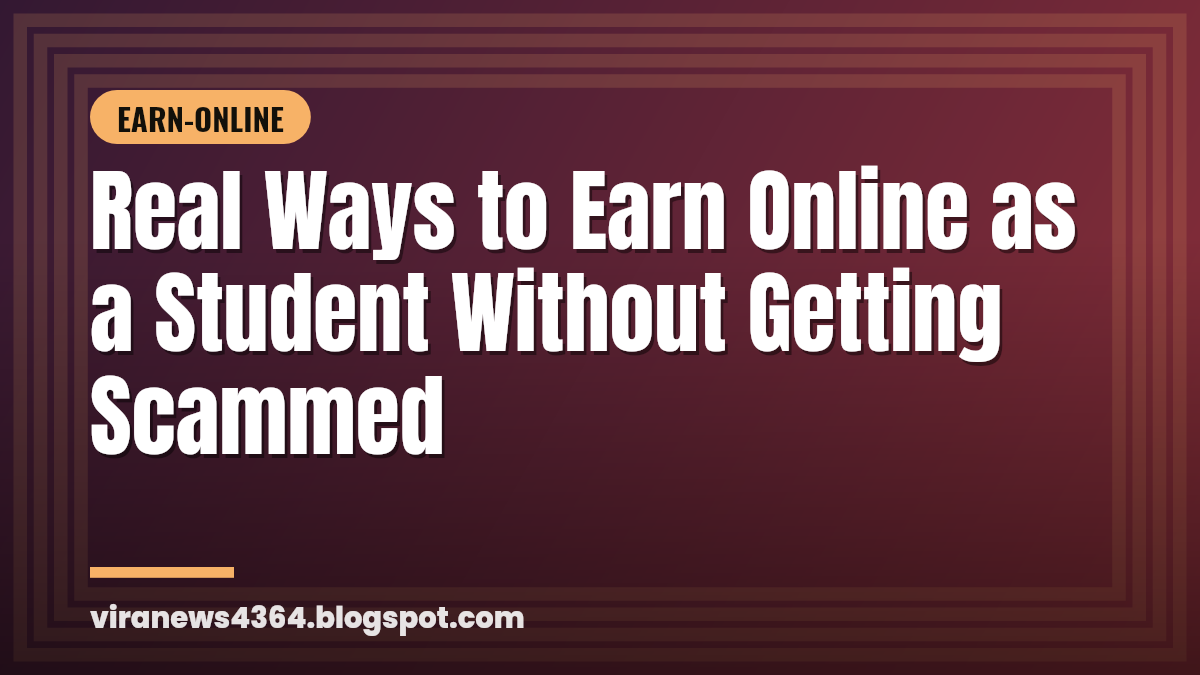 EARN-ONLINE
Real Ways to Earn Online as
a Student Without Getting
Scammed
viranews4364.blogspot.com